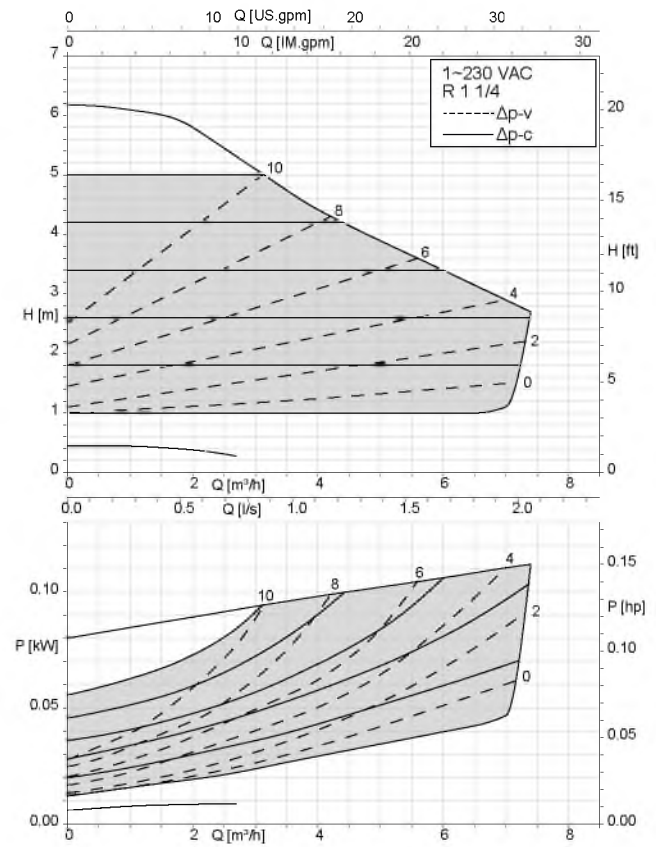 0 10 Q [US.gpm] 20 30
0 10 Q [IM.gpm] 20 30
7
1~230 VAC
R 1 1/4
Δp-v
Δp-c
6
20
5
10
15
8
4
6
H [ft]
3
4
10
H [m]
2
2
0
5
1
0
0
0 2 Q [m³/h] 4 6 8
0.0 0.5 Q [l/s] 1.0 1.5 2.0
0.15
4
6
8
10
0.10
P [hp]
2
0.10
P [kW]
0
0.05
0.05
0.00
0.00
0 2 Q [m³/h] 4 6 8